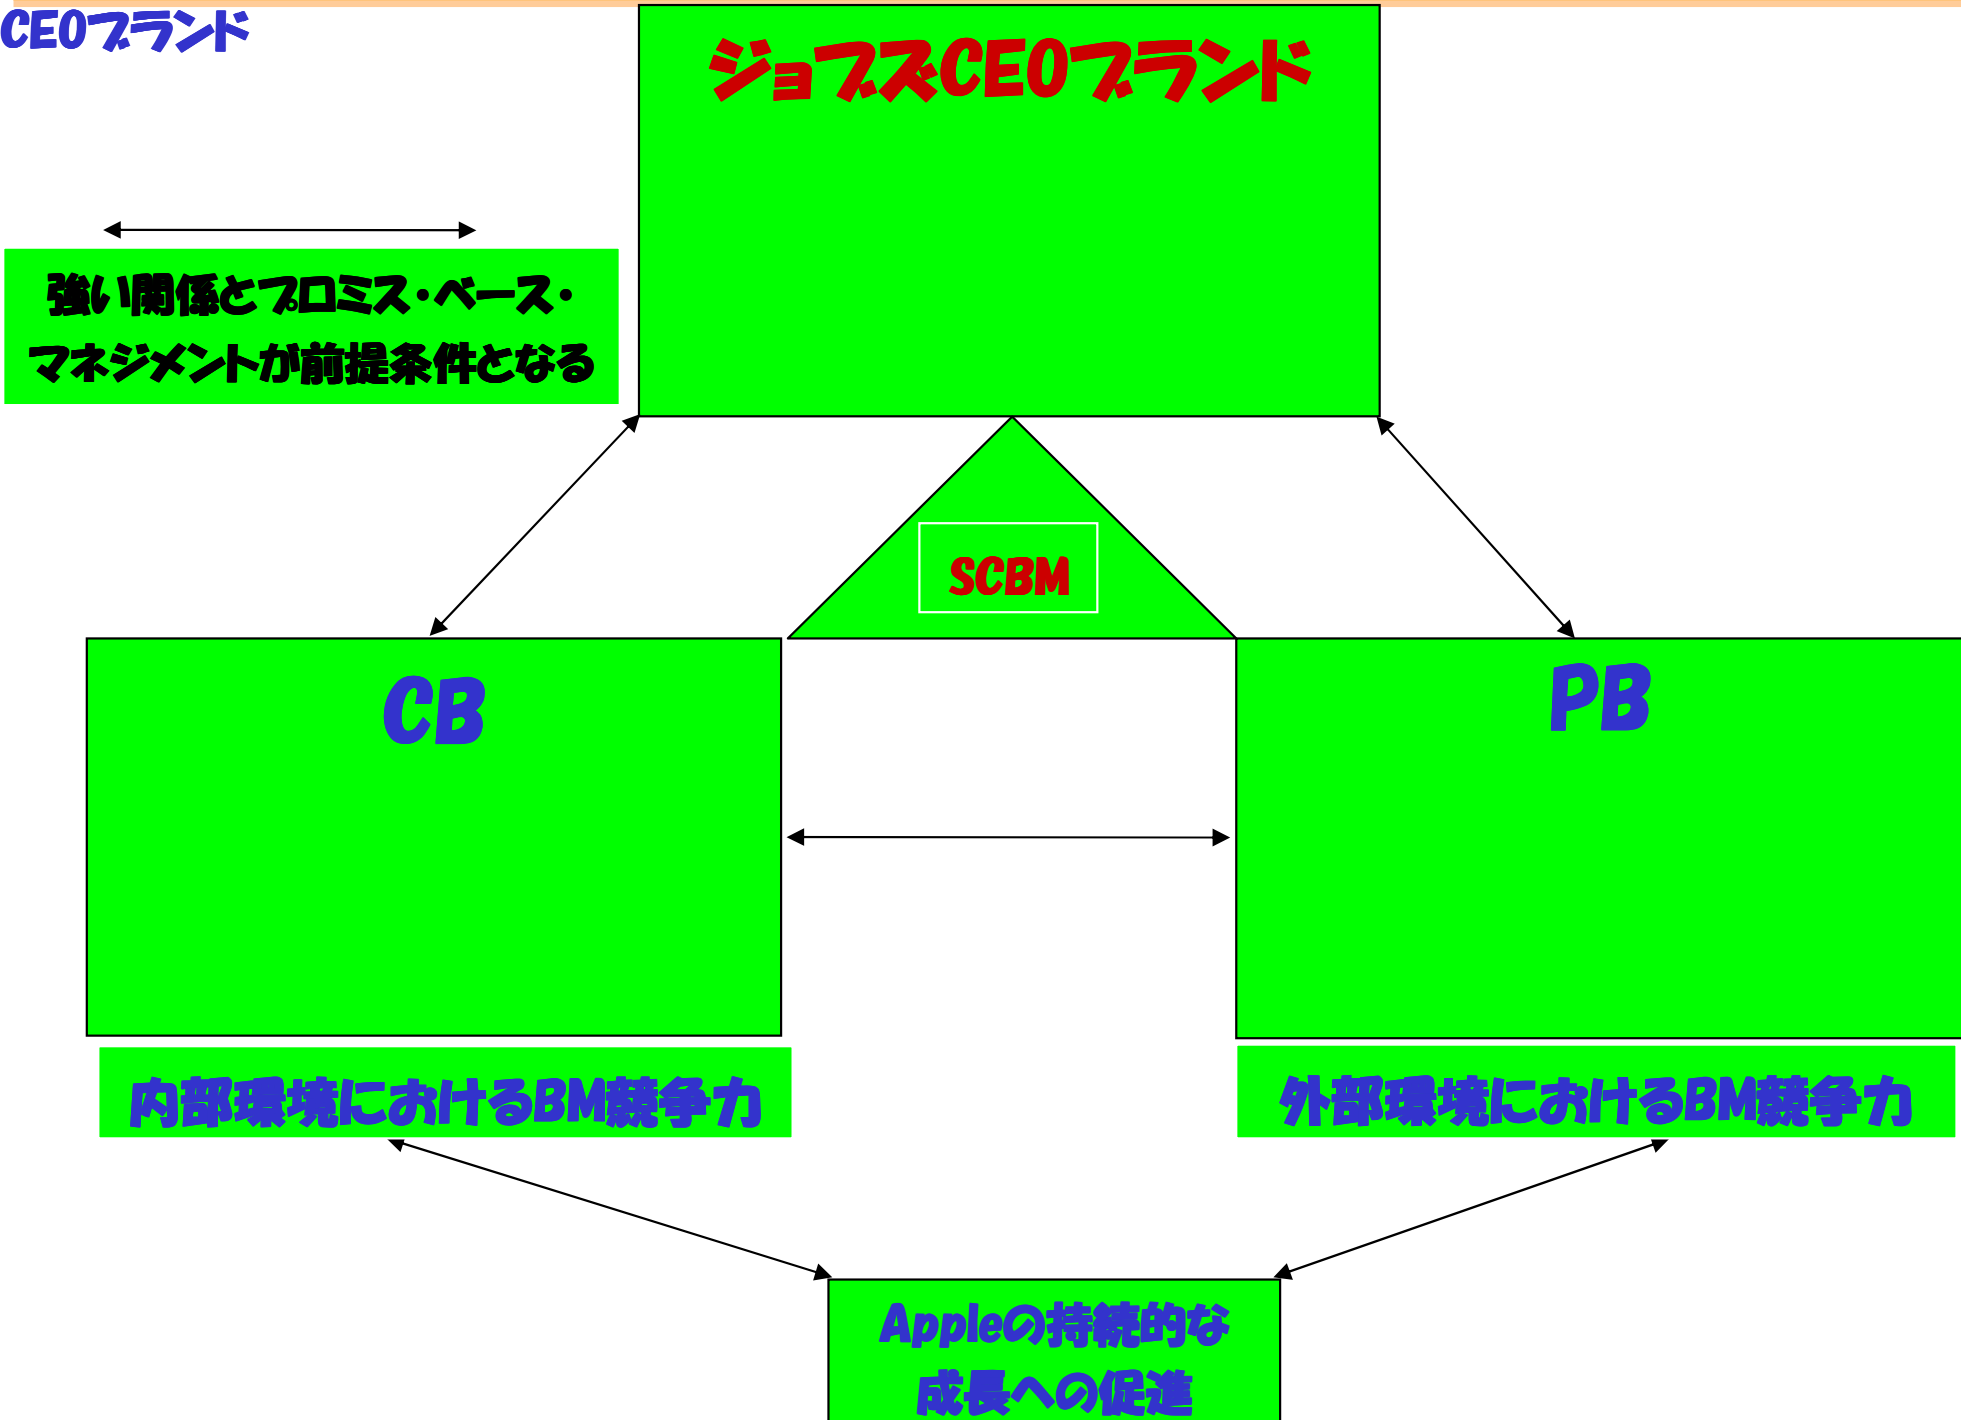 CEOブランド
ジョブズCEOブランド
強い関係とプロミス・ベース・
マネジメントが前提条件となる
SCBM
CB
PB
内部環境におけるBM競争力
外部環境におけるBM競争力
Appleの持続的な
成長への促進